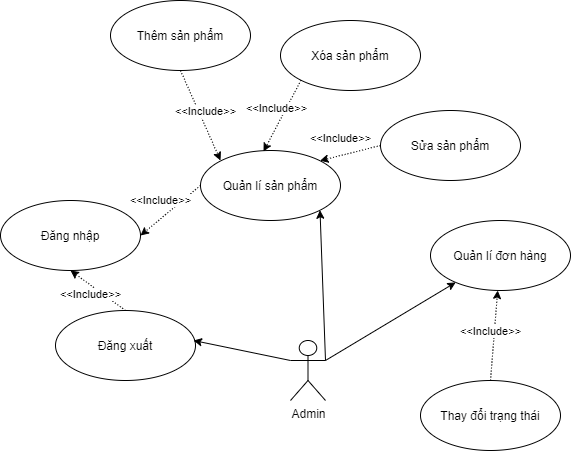 Thêm sản phẩm
Xóa sản phẩm
<<Include>>
<<Include>>
<<Include>>
Sửa sản phẩm
Quản lí sản phẩm
<<Include>>
Đăng nhập
Quản lí đơn hàng
<<Include>>
<<Include>>
Đăng xuất
Admin
Thay đổi trạng thái